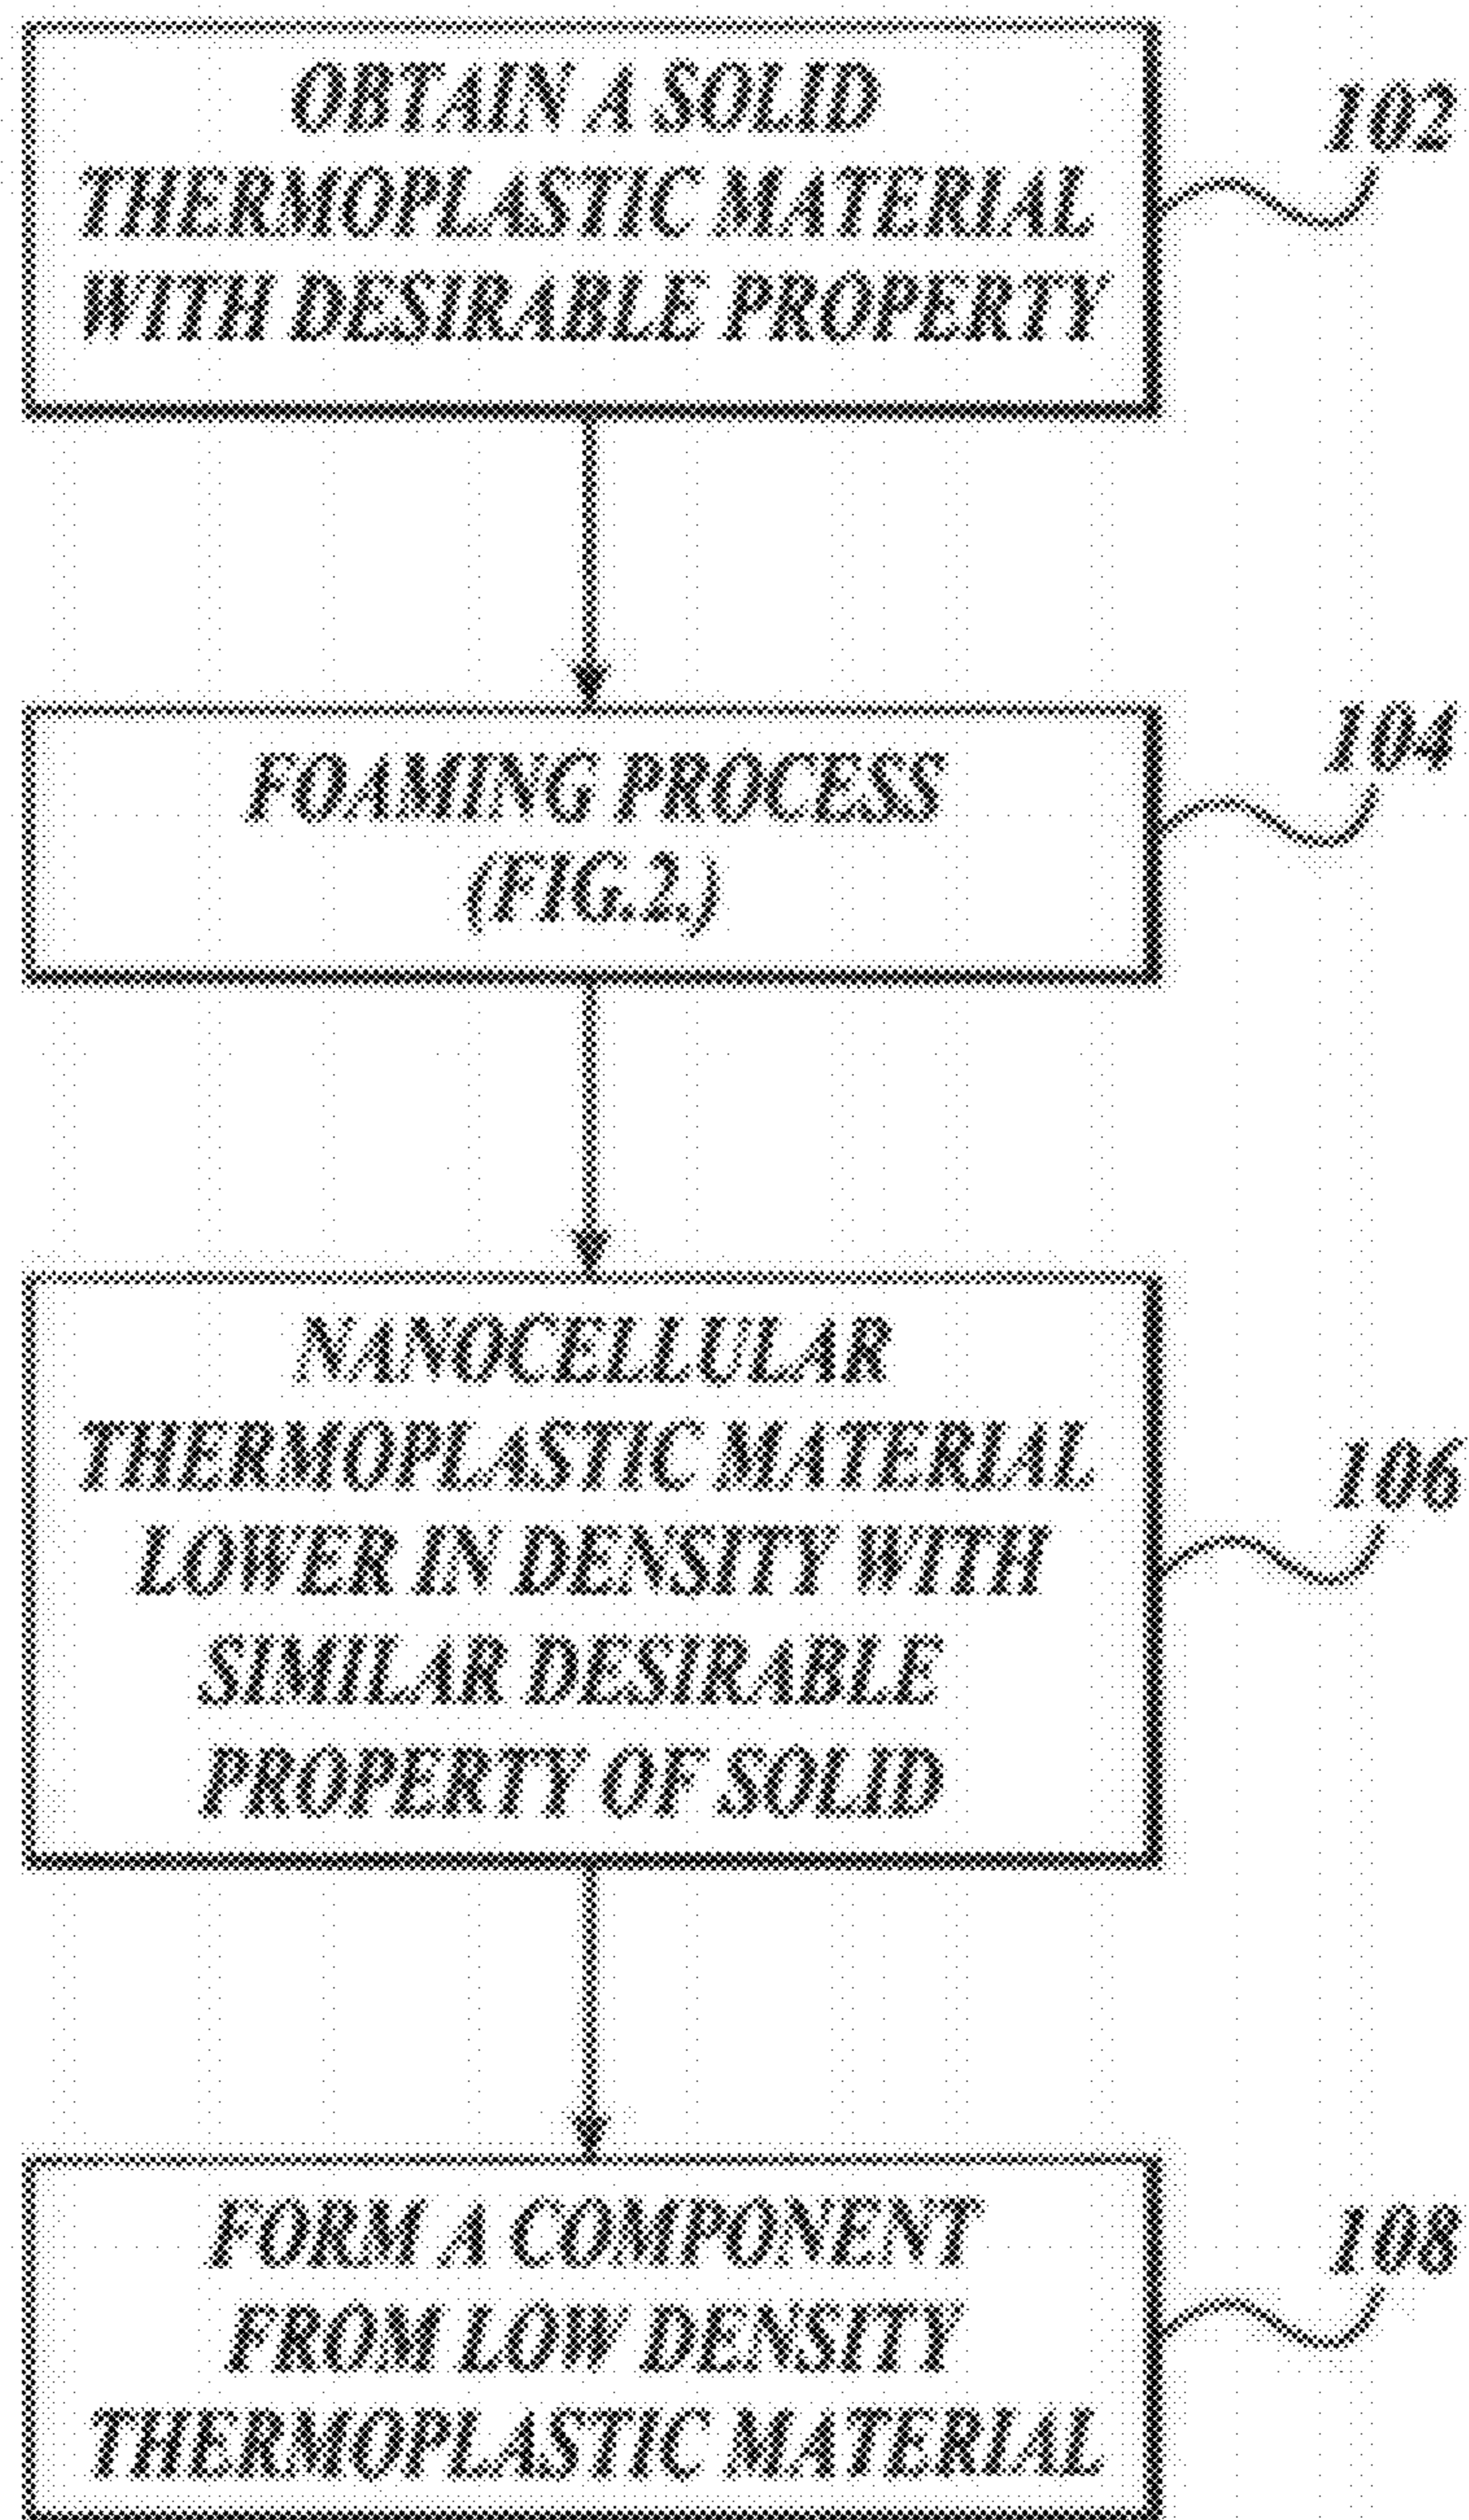 OBTAIN A SOLID
THERMOPLASTIC MATERIAL
WITH DESIRABLE PROPERTY
102
FOAMING PROCESS
(FIG.2.)
104
NANOCELLULAR
THERMOPLASTIC MATERIAL
LOWER IN DENSITY WITH
SIMILAR DESIRABLE
PROPERTY OF SOLID
106
FORM A COMPONENT
FROM LOW DENSITY
THERMOPLASTIC MATERIAL
108